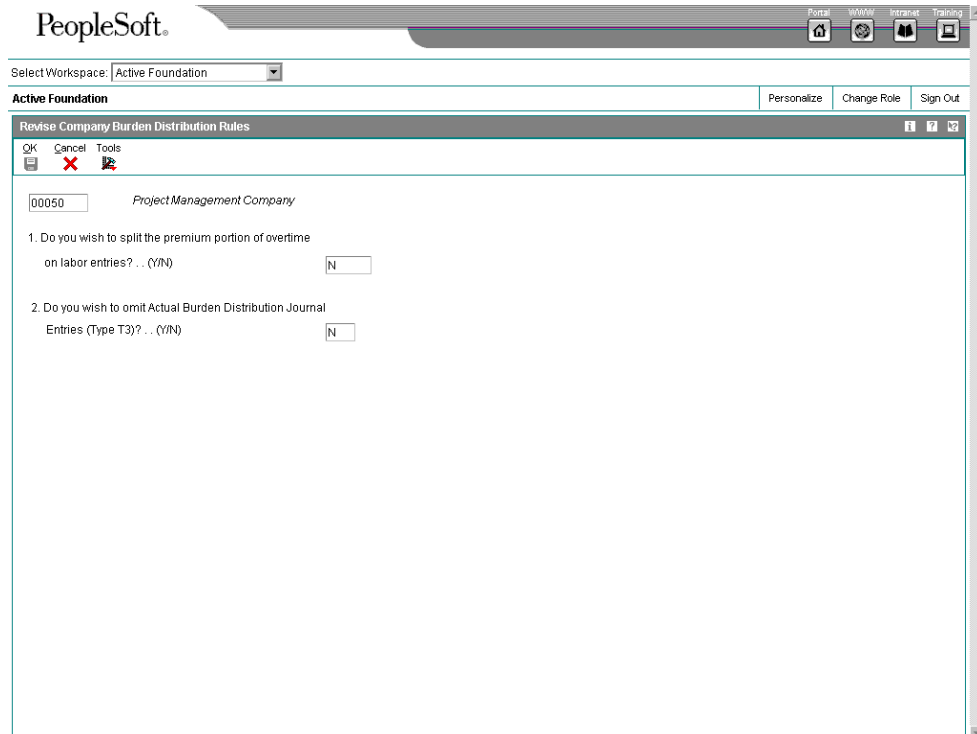 PeopleSoft®
Portal WWW Intranet Training
Select Workspace: Active Foundation
Active Foundation Personalize Change Role Sign Out
Revise Company Burden Distribution Rules
OK Cancel Tools
00050 Project Management Company
1. Do you wish to split the premium portion of overtime
on labor entries? . . (Y/N) N
2. Do you wish to omit Actual Burden Distribution Journal
Entries (Type T3)? . . (Y/N) N